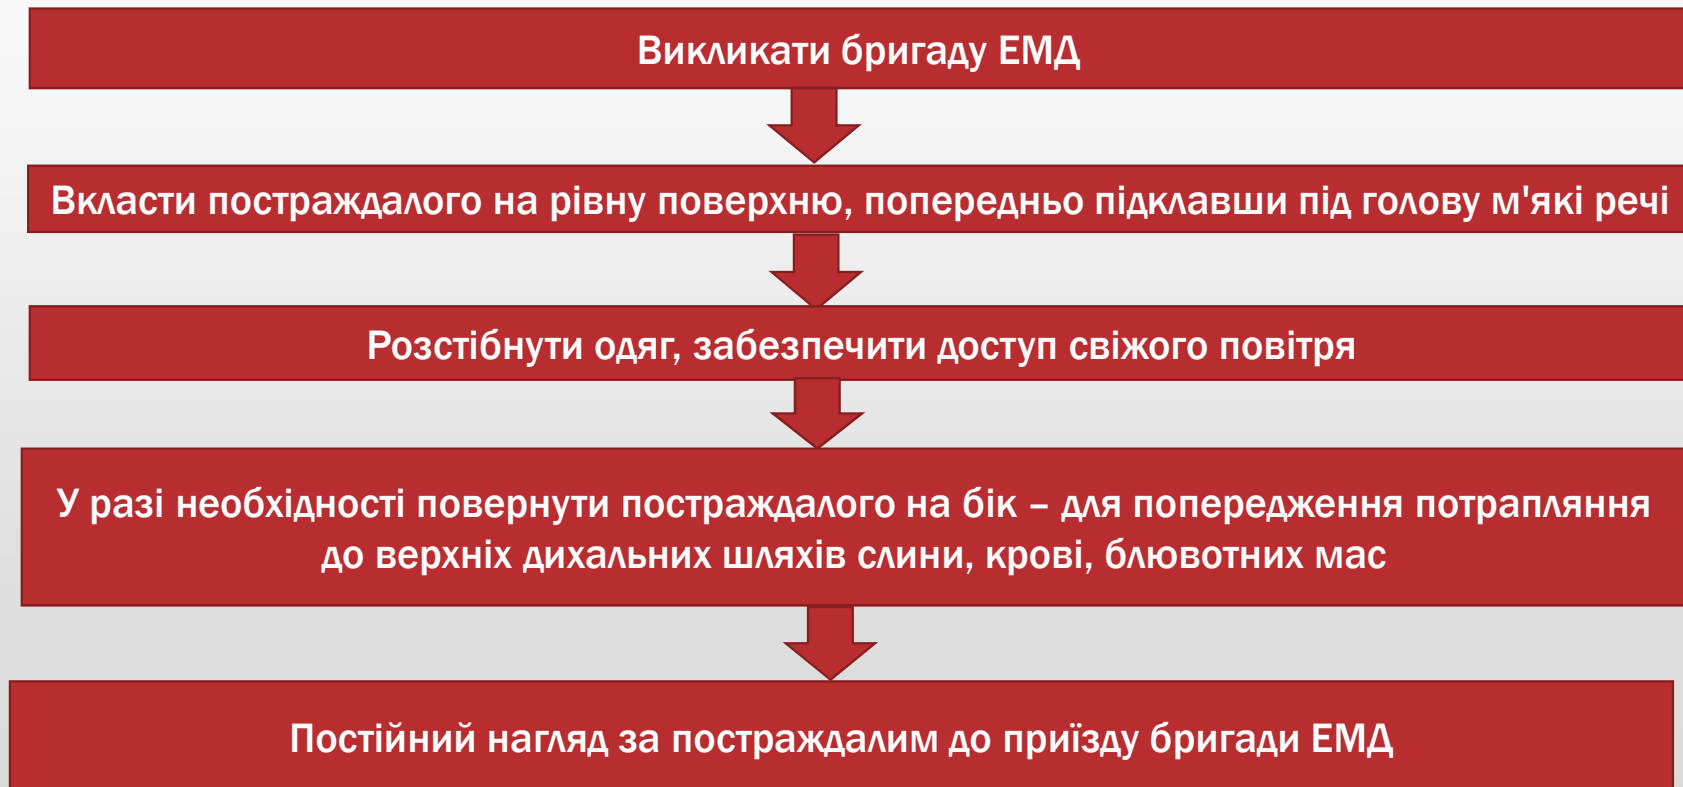 Викликати бригаду ЕМД
Вкласти постраждалого на рівну поверхню, попередньо підклавши під голову м'які речі
Розстібнути одяг, забезпечити доступ свіжого повітря
У разі необхідності повернути постраждалого на бік – для попередження потрапляння
до верхніх дихальних шляхів слини, крові, блювотних мас
Постійний нагляд за постраждалим до приїзду бригади ЕМД